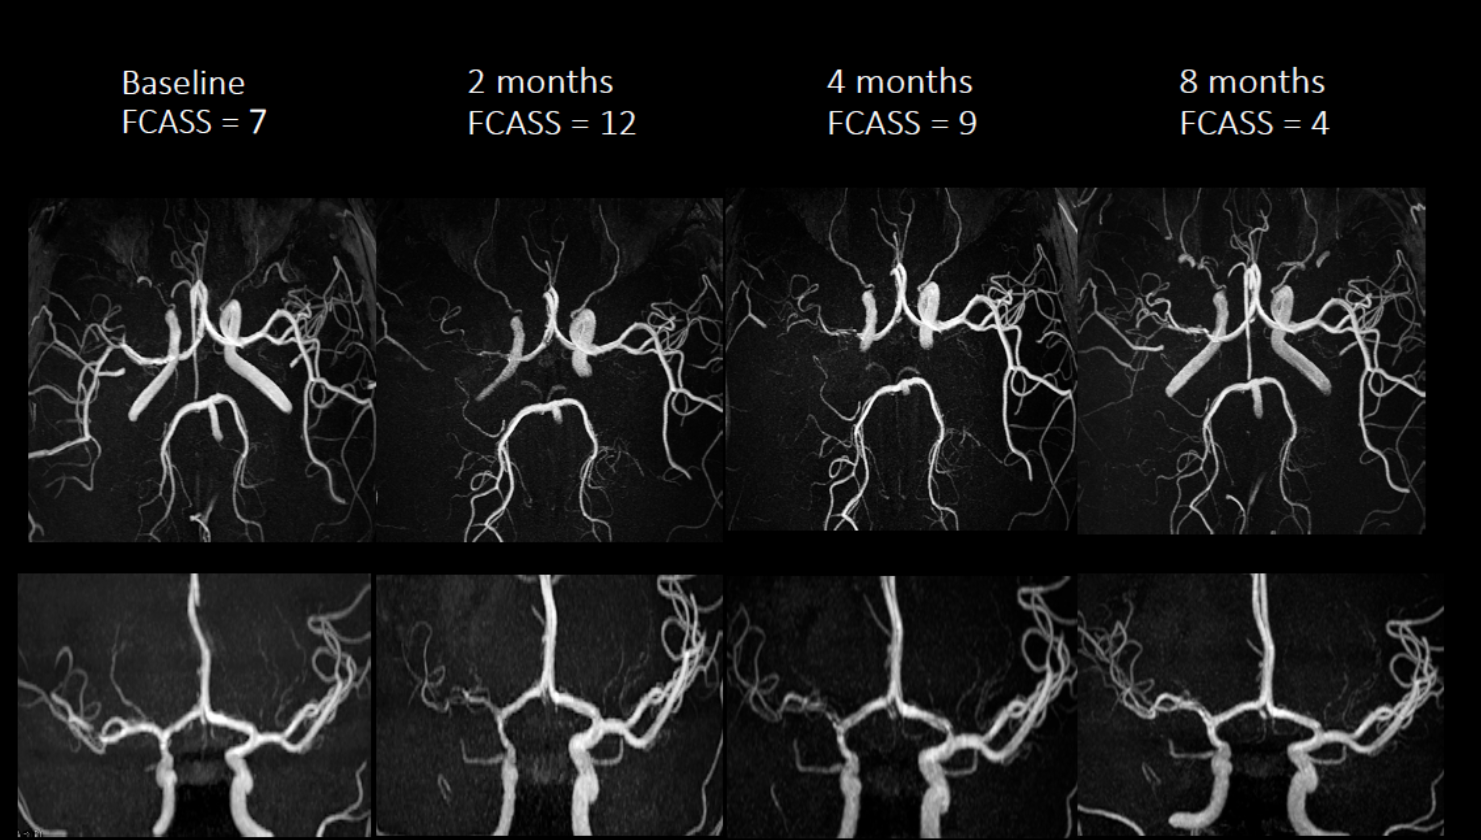 Baseline
FCASS = 7
2 months
FCASS = 12
4 months
FCASS = 9
8 months
FCASS = 4